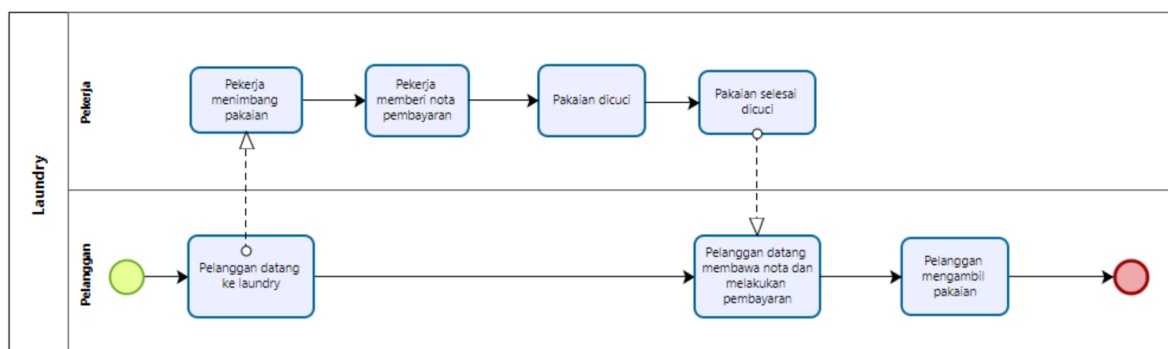 Laundry
Pekerja
Pekerja
menimbang
pakaian
Pekerja
memberi nota
pembayaran
Pakaian dicuci
Pakaian selesai
dicuci
Pelanggan
Pelanggan datang
ke laundry
Pelanggan datang
membawa nota dan
melakukan
pembayaran
Pelanggan
mengambil
pakaian